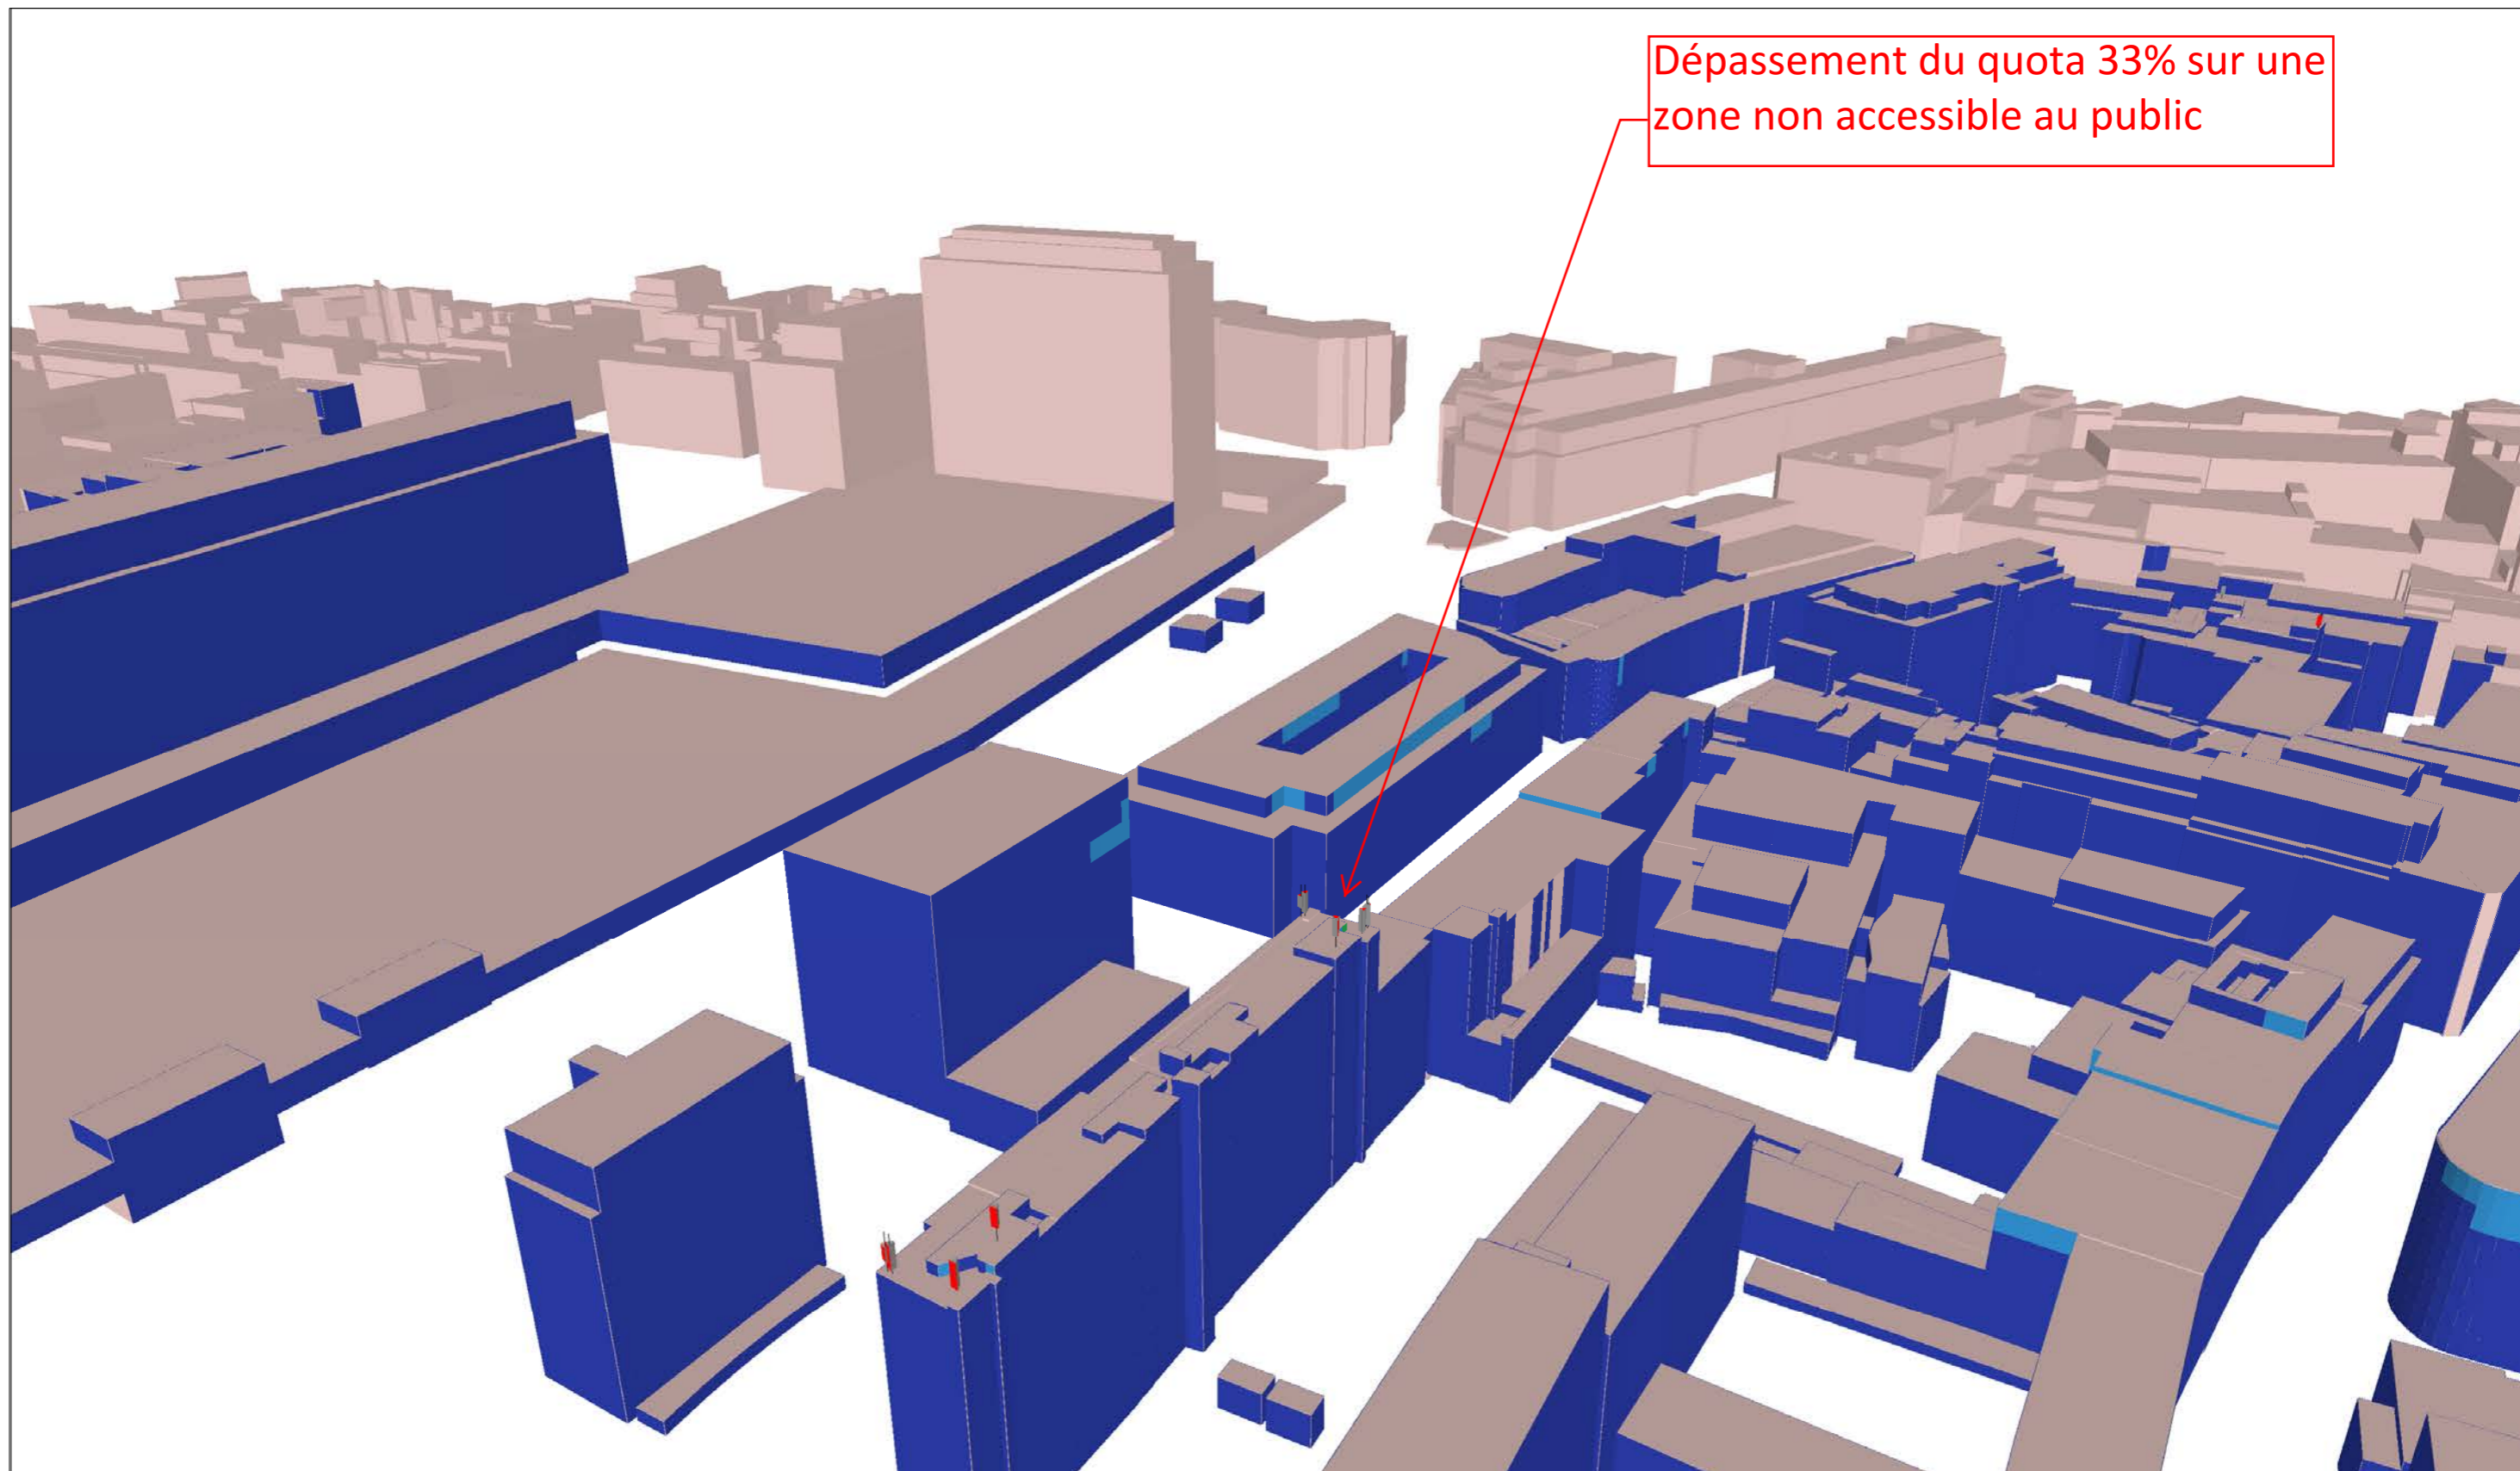 Dépassement du quota 33% sur une
zone non accessible au public